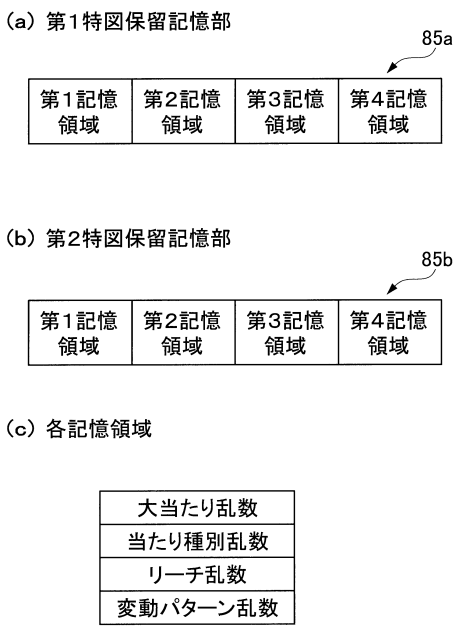 (a) 第1特図保留記憶部
85a
第1記憶領域 第2記憶領域 第3記憶領域 第4記憶領域
(b) 第2特図保留記憶部
85b
第1記憶領域 第2記憶領域 第3記憶領域 第4記憶領域
(c) 各記憶領域
大当たり乱数
当たり種別乱数
リーチ乱数
変動パターン乱数